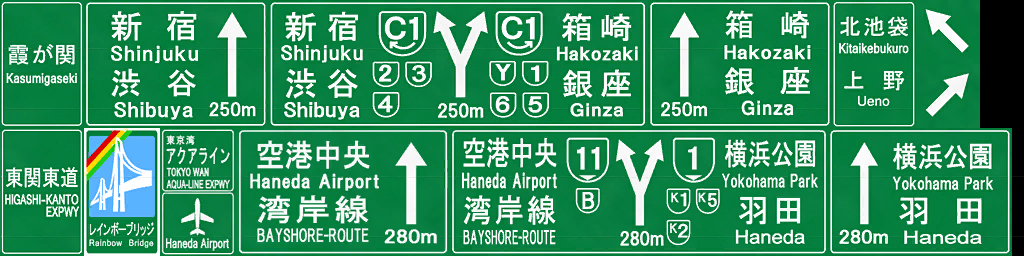 霞が関
Kasumigaseki
新宿
Shinjuku
渋谷
Shibuya
250m
新宿
Shinjuku
渋谷
Shibuya
C1
2 3
4
250m
C1
Y 1
6 5
箱崎
Hakozaki
銀座
Ginza
250m
箱崎
Hakozaki
銀座
Ginza
北池袋
Kitaikebukuro
上野
Ueno
東関東道
HIGASHI-KANTO
EXPWY
レインボーブリッジ
Rainbow Bridge
東京湾
アクアライン
TOKYO WAN
AQUA-LINE EXPWY
Haneda Airport
空港中央
Haneda Airport
湾岸線
BAYSHORE-ROUTE
280m
空港中央
Haneda Airport
湾岸線
BAYSHORE-ROUTE
11
B
280m
1
K1 K5
K2
横浜公園
Yokohama Park
羽田
Haneda
280m
横浜公園
Yokohama Park
羽田
Haneda